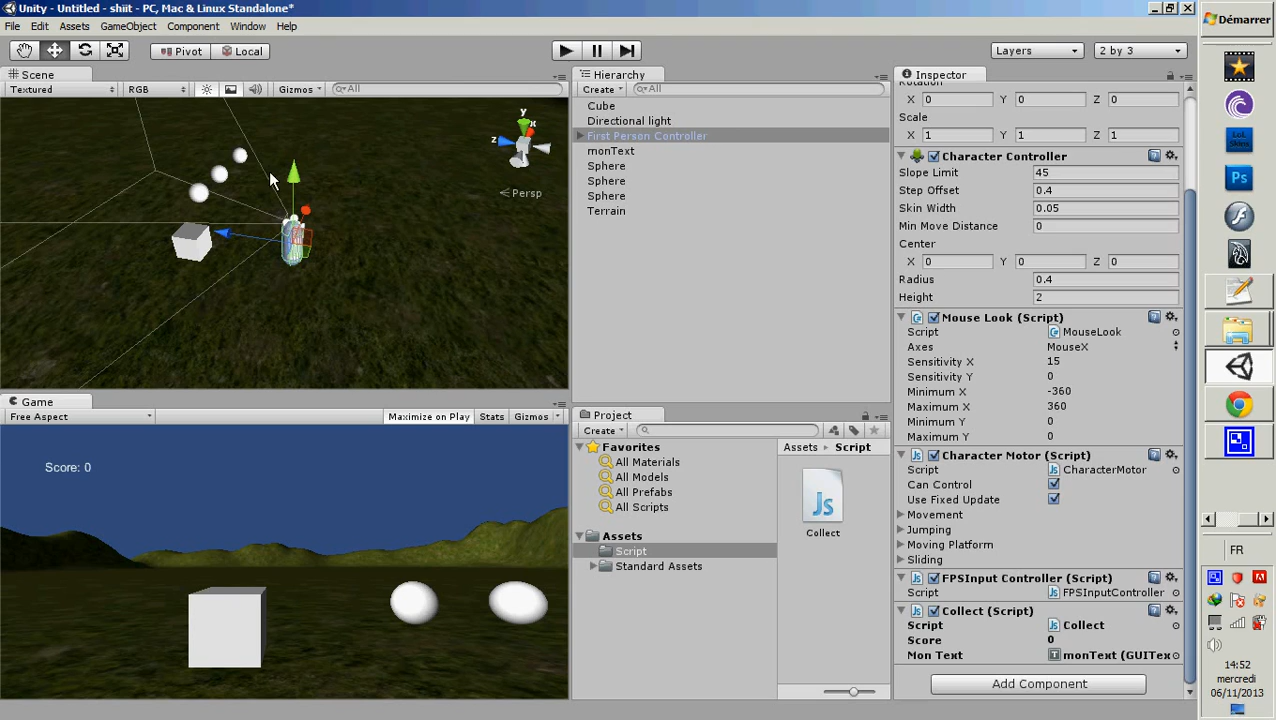 Unity - Untitled - shiit - PC, Mac & Linux Standalone*
File Edit Assets GameObject Component Window Help
Pivot Local Layers 2 by 3
Scene
Textured RGB Gizmos All
y
x
z
Persp
Game
Free Aspect Maximize on Play Stats Gizmos
Score: 0
Hierarchy
Create All
Cube
Directional light
First Person Controller
monText
Sphere
Sphere
Sphere
Terrain
Project
Create
Favorites
All Materials
All Models
All Prefabs
All Scripts
Assets
Script
Standard Assets
Assets Script
Js
Collect
Inspector
Rotation
X 0 Y 0 Z 0
Scale
X 1 Y 1 Z 1
Character Controller
Slope Limit 45
Step Offset 0.4
Skin Width 0.05
Min Move Distance 0
Center
X 0 Y 0 Z 0
Radius 0.4
Height 2
Mouse Look (Script)
Script MouseLook
Axes MouseX
Sensitivity X 15
Sensitivity Y 0
Minimum X -360
Maximum X 360
Minimum Y 0
Maximum Y 0
Character Motor (Script)
Script CharacterMotor
Can Control
Use Fixed Update
Movement
Jumping
Moving Platform
Sliding
FPSInput Controller (Script)
Script FPSInputController
Collect (Script)
Script Collect
Score 0
Mon Text monText (GUITex
Add Component
Démarrer
LoL Skins
Ps
FR
14:52
mercredi
06/11/2013